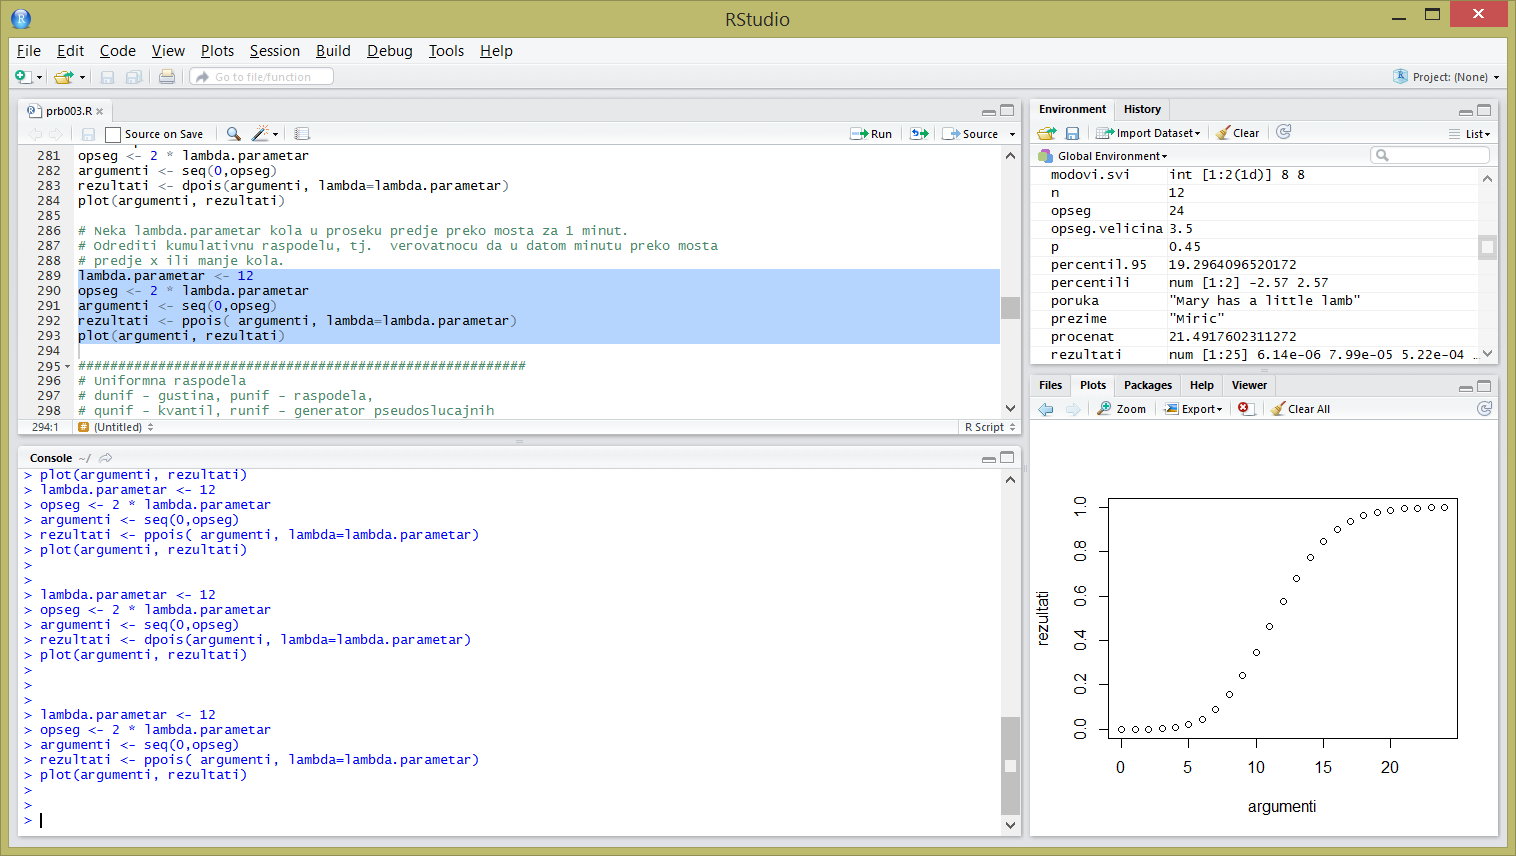 RStudio
File Edit Code View Plots Session Build Debug Tools Help
Go to file/function
Project: (None)
prb003.R
Source on Save
Run
Source
281 opseg <- 2 * lambda.parametar
282 argumenti <- seq(0,opseg)
283 rezultati <- dpois(argumenti, lambda=lambda.parametar)
284 plot(argumenti, rezultati)
285
286 # Neka lambda.parametar kola u proseku predje preko mosta za 1 minut.
287 # Odrediti kumulativnu raspodelu, tj.  verovatnocu da u datom minutu preko mosta
288 # predje x ili manje kola.
289 lambda.parametar <- 12
290 opseg <- 2 * lambda.parametar
291 argumenti <- seq(0,opseg)
292 rezultati <- ppois( argumenti, lambda=lambda.parametar)
293 plot(argumenti, rezultati)
294
295 ########################################################
296 # Uniformna raspodela
297 # dunif - gustina, punif - raspodela,
298 # qunif - kvantil, runif - generator pseudoslucajnih
294:1 # (Untitled) R Script
Console ~/
> plot(argumenti, rezultati)
> lambda.parametar <- 12
> opseg <- 2 * lambda.parametar
> argumenti <- seq(0,opseg)
> rezultati <- ppois( argumenti, lambda=lambda.parametar)
> plot(argumenti, rezultati)
>
>
> lambda.parametar <- 12
> opseg <- 2 * lambda.parametar
> argumenti <- seq(0,opseg)
> rezultati <- dpois(argumenti, lambda=lambda.parametar)
> plot(argumenti, rezultati)
>
>
>
> lambda.parametar <- 12
> opseg <- 2 * lambda.parametar
> argumenti <- seq(0,opseg)
> rezultati <- ppois( argumenti, lambda=lambda.parametar)
> plot(argumenti, rezultati)
>
>
>
Environment History
Import Dataset Clear List
Global Environment
modovi.svi int [1:2(1d)] 8 8
n 12
opseg 24
opseg.velicina 3.5
p 0.45
percentil.95 19.2964096520172
percentili num [1:2] -2.57 2.57
poruka "Mary has a little lamb"
prezime "Miric"
procenat 21.4917602311272
rezultati num [1:25] 6.14e-06 7.99e-05 5.22e-04 …
Files Plots Packages Help Viewer
Zoom Export Clear All
rezultati
1.0
0.8
0.6
0.4
0.2
0.0
0 5 10 15 20
argumenti